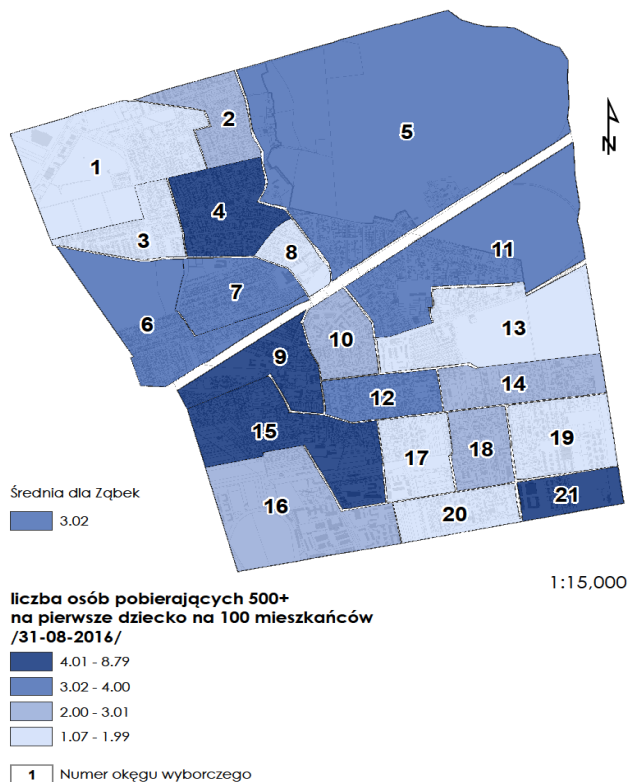 2
5
1
4
3
8
11
7
6
13
10
9
14
12
15
18
19
17
16
21
20
N
Średnia dla Ząbek
3.02
1:15,000
liczba osób pobierających 500+
na pierwsze dziecko na 100 mieszkańców
/31-08-2016/
4.01 - 8.79
3.02 - 4.00
2.00 - 3.01
1.07 - 1.99
1 Numer okęgu wyborczego